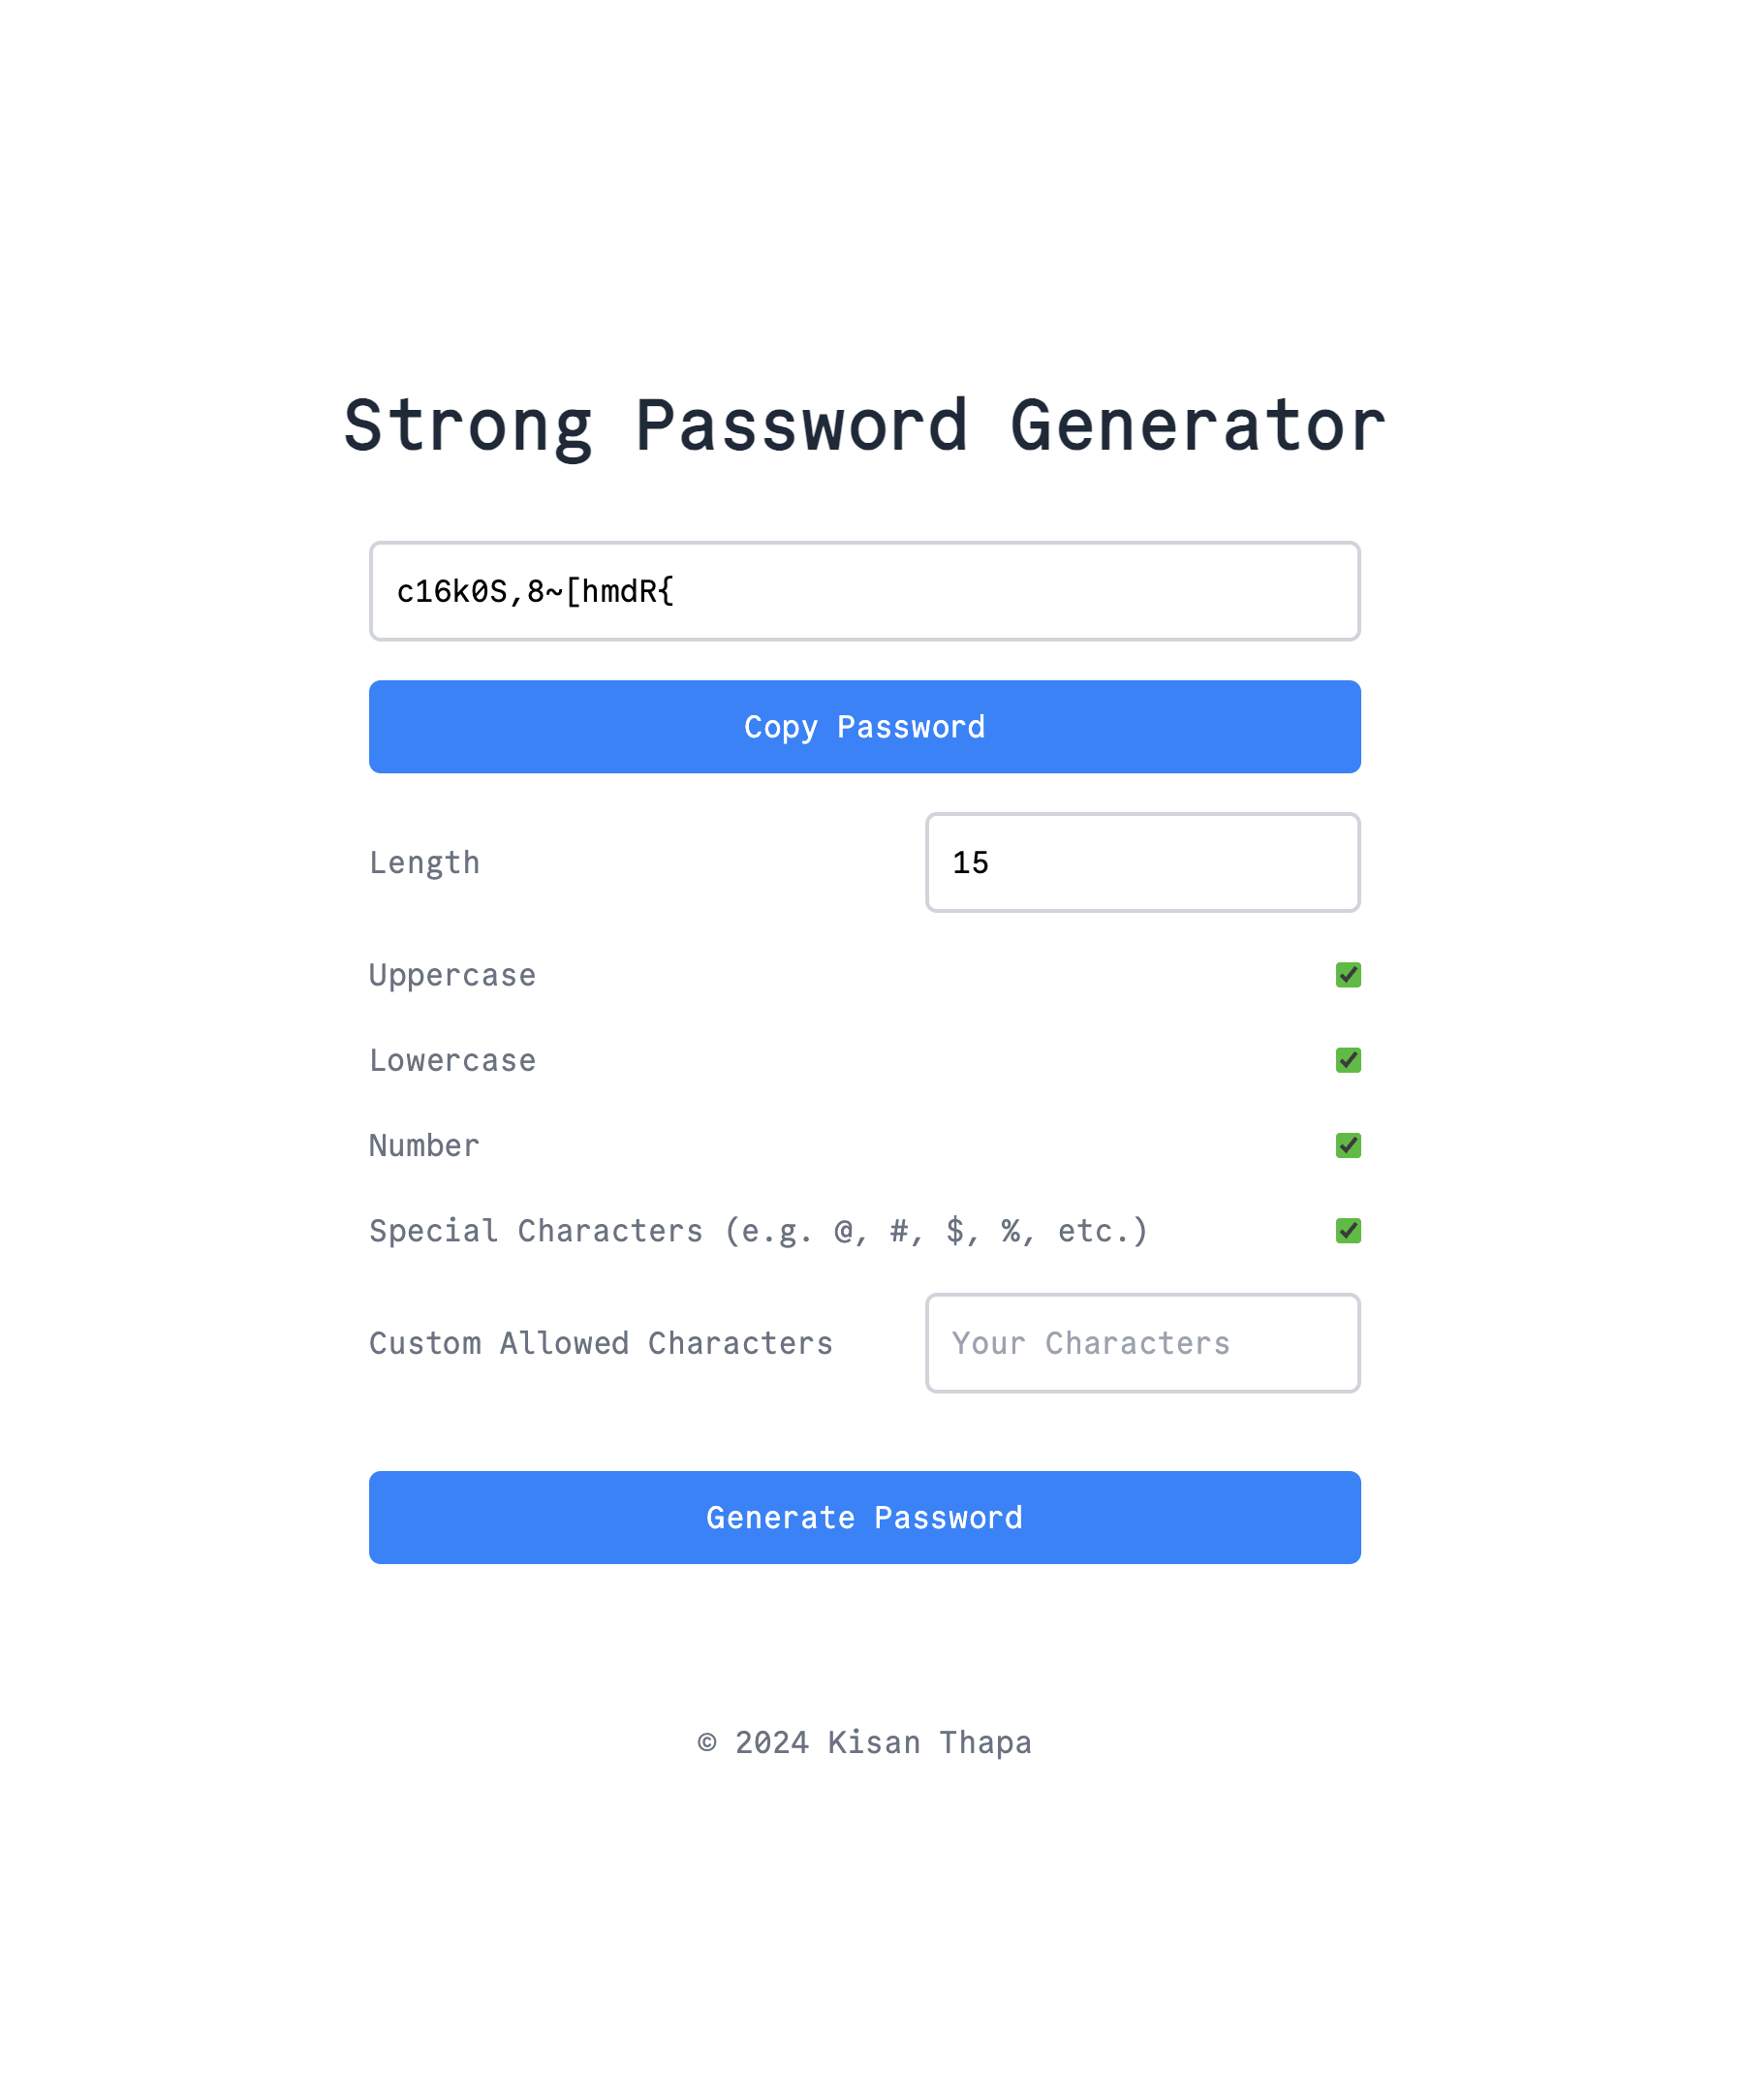 Strong Password Generator
c16k0S,8~[hmdR{
Copy Password
Length
15
Uppercase
Lowercase
Number
Special Characters (e.g. @, #, $, %, etc.)
Custom Allowed Characters
Your Characters
Generate Password
© 2024 Kisan Thapa